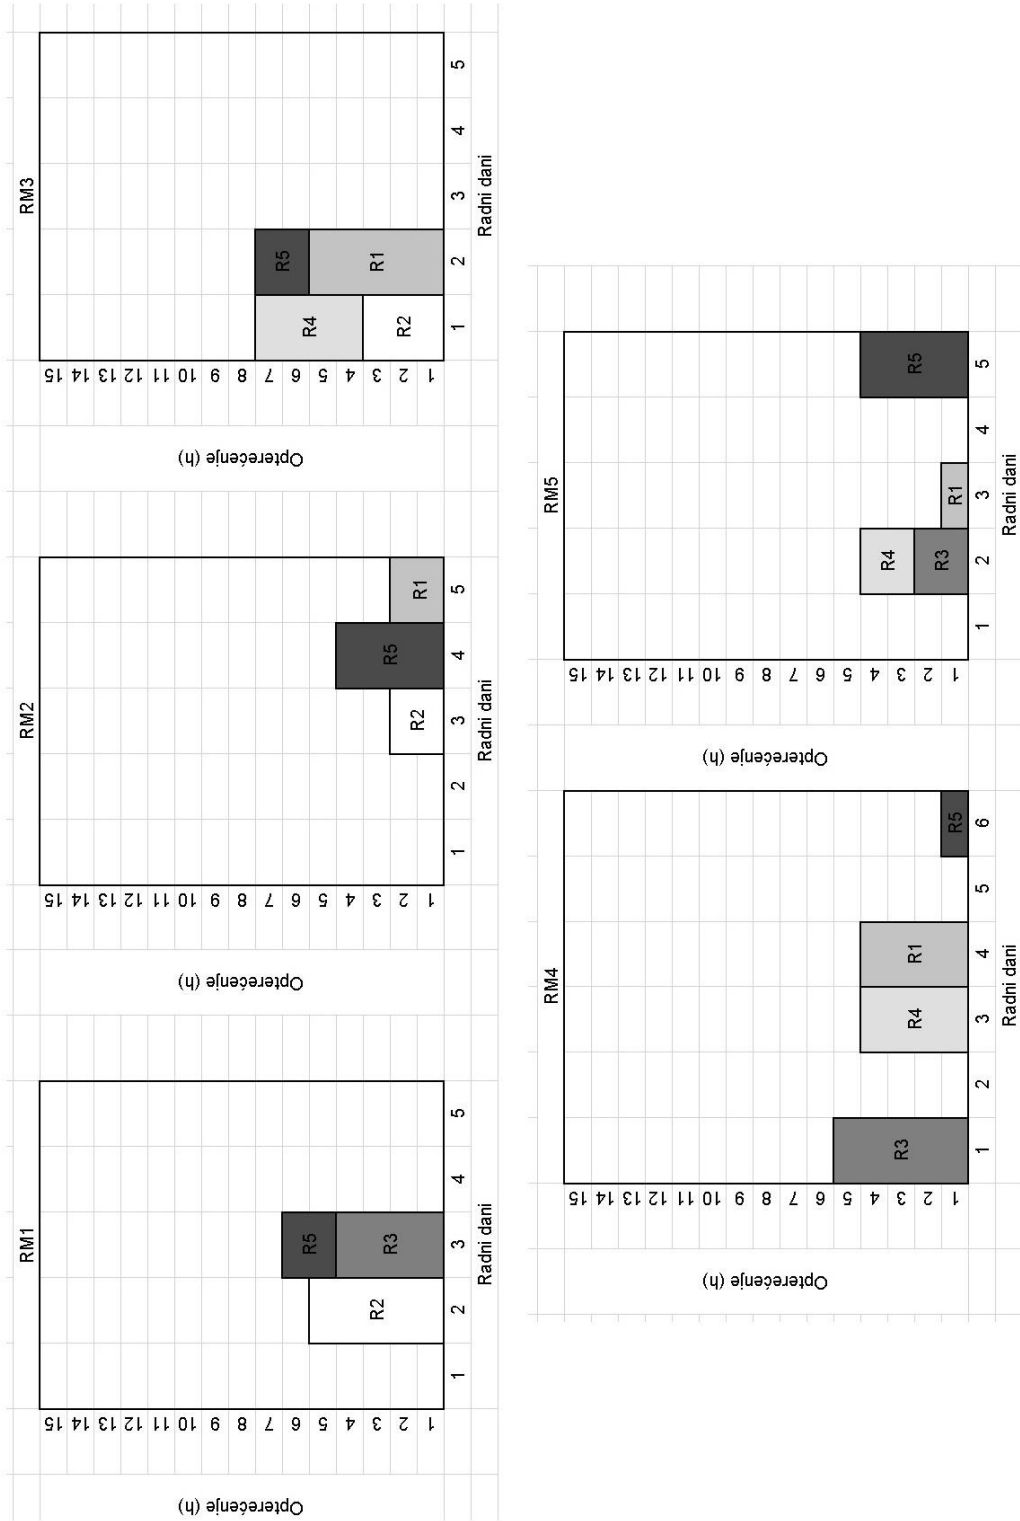 RM1
Opterećenje (h)
15
14
13
12
11
10
9
8
7
6
5
4
3
2
1
R2
R5
R3
1 2 3 4 5
Radni dani
RM2
Opterećenje (h)
15
14
13
12
11
10
9
8
7
6
5
4
3
2
1
R2
R5
R1
1 2 3 4 5
Radni dani
RM3
Opterećenje (h)
15
14
13
12
11
10
9
8
7
6
5
4
3
2
1
R4
R2
R5
R1
1 2 3 4 5
Radni dani
RM4
Opterećenje (h)
15
14
13
12
11
10
9
8
7
6
5
4
3
2
1
R3
R4
R1
R5
1 2 3 4 5 6
Radni dani
RM5
Opterećenje (h)
15
14
13
12
11
10
9
8
7
6
5
4
3
2
1
R4
R3
R1
R5
1 2 3 4 5
Radni dani